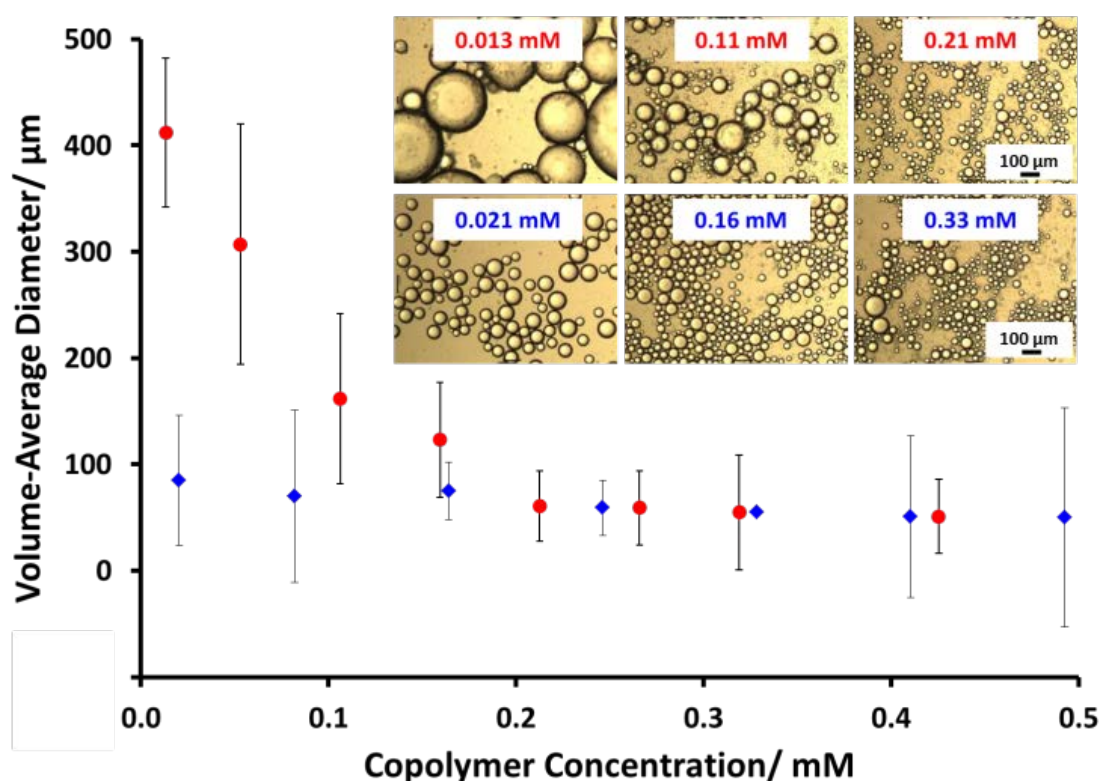 500
400
300
200
100
0
Volume-Average Diameter/ μm
0.013 mM
0.11 mM
0.21 mM
100 μm
0.021 mM
0.16 mM
0.33 mM
100 μm
0.0
0.1
0.2
0.3
0.4
0.5
Copolymer Concentration/ mM